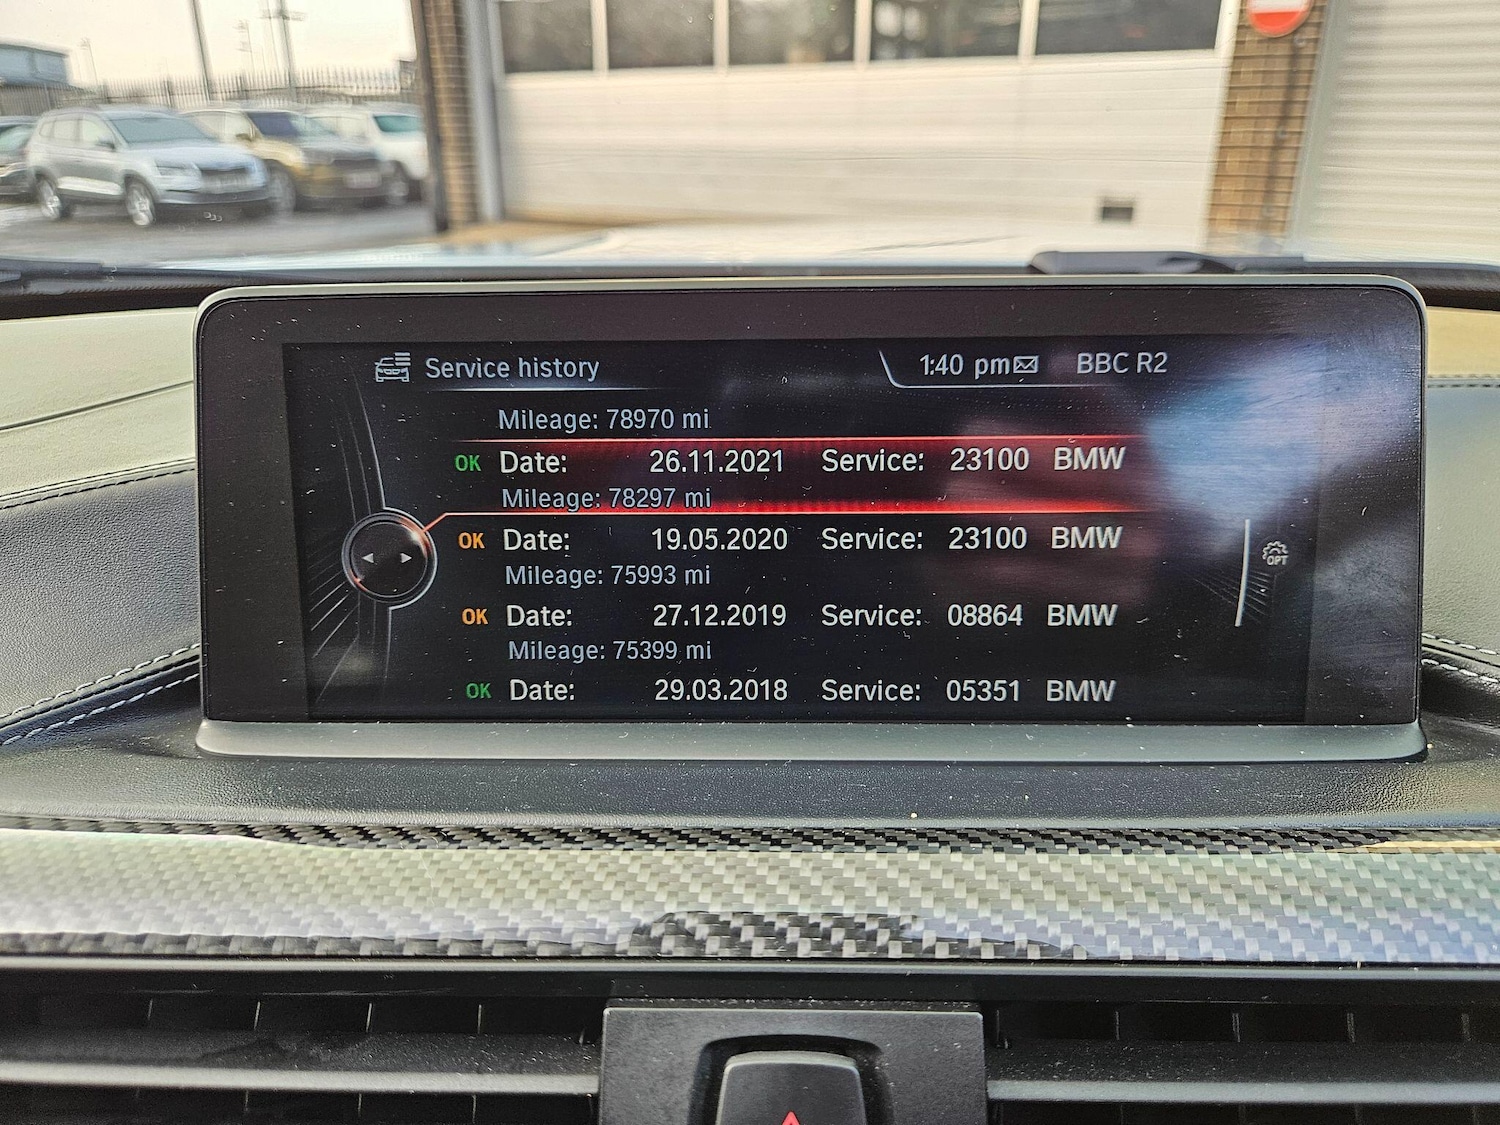 Service history 1:40 pm BBC R2
Mileage: 78970 mi
OK Date: 26.11.2021 Service: 23100 BMW
Mileage: 78297 mi
OK Date: 19.05.2020 Service: 23100 BMW
Mileage: 75993 mi
OPT
OK Date: 27.12.2019 Service: 08864 BMW
Mileage: 75399 mi
OK Date: 29.03.2018 Service: 05351 BMW